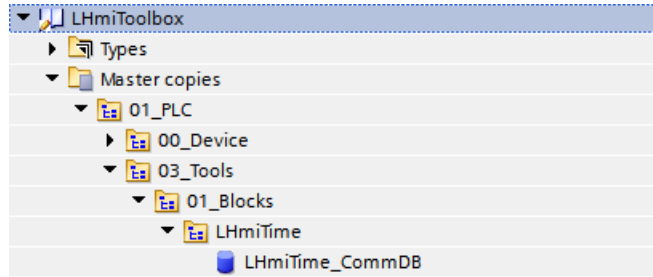 LHmiToolbox
Types
Master copies
01_PLC
00_Device
03_Tools
01_Blocks
LHmiTime
LHmiTime_CommDB